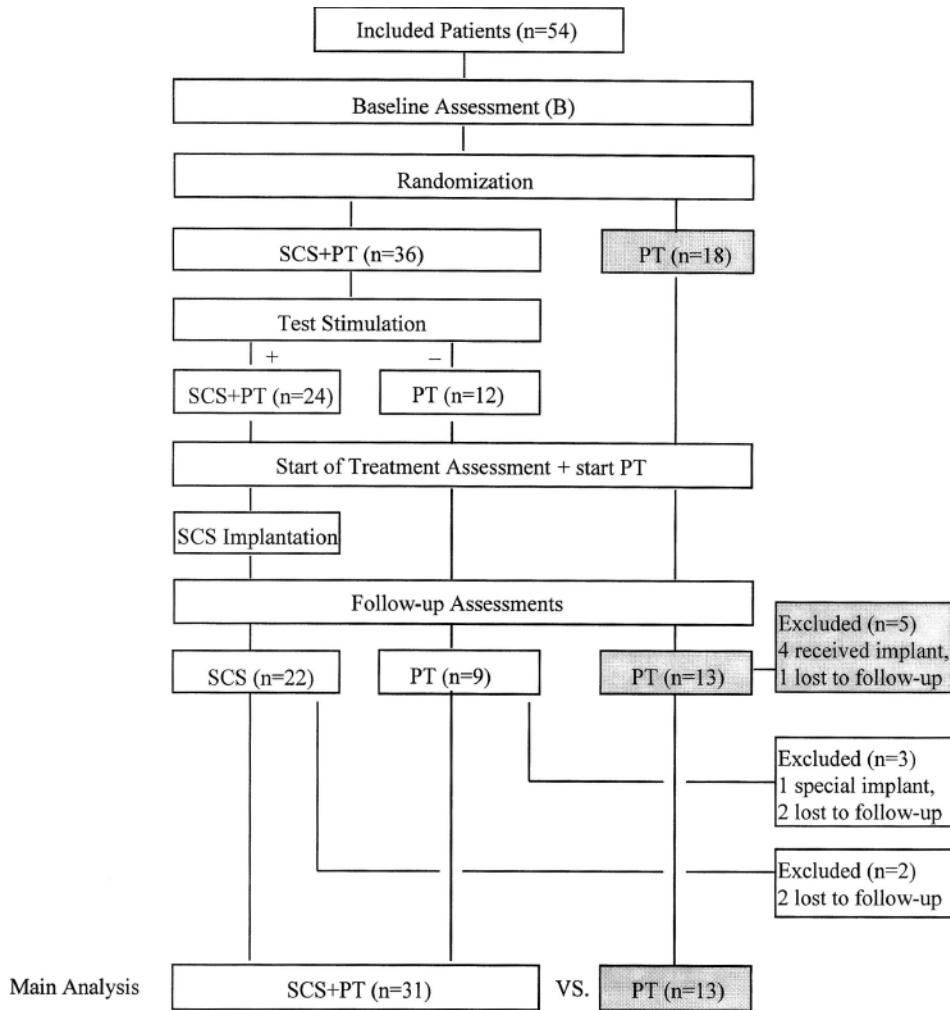 Included Patients (n=54)
Baseline Assessment (B)
Randomization
SCS+PT (n=36)
PT (n=18)
Test Stimulation
+
–
SCS+PT (n=24)
PT (n=12)
Start of Treatment Assessment + start PT
SCS Implantation
Follow-up Assessments
Excluded (n=5)
4 received implant,
1 lost to follow-up
SCS (n=22)
PT (n=9)
PT (n=13)
Excluded (n=3)
1 special implant,
2 lost to follow-up
Excluded (n=2)
2 lost to follow-up
Main Analysis
SCS+PT (n=31)
VS.
PT (n=13)